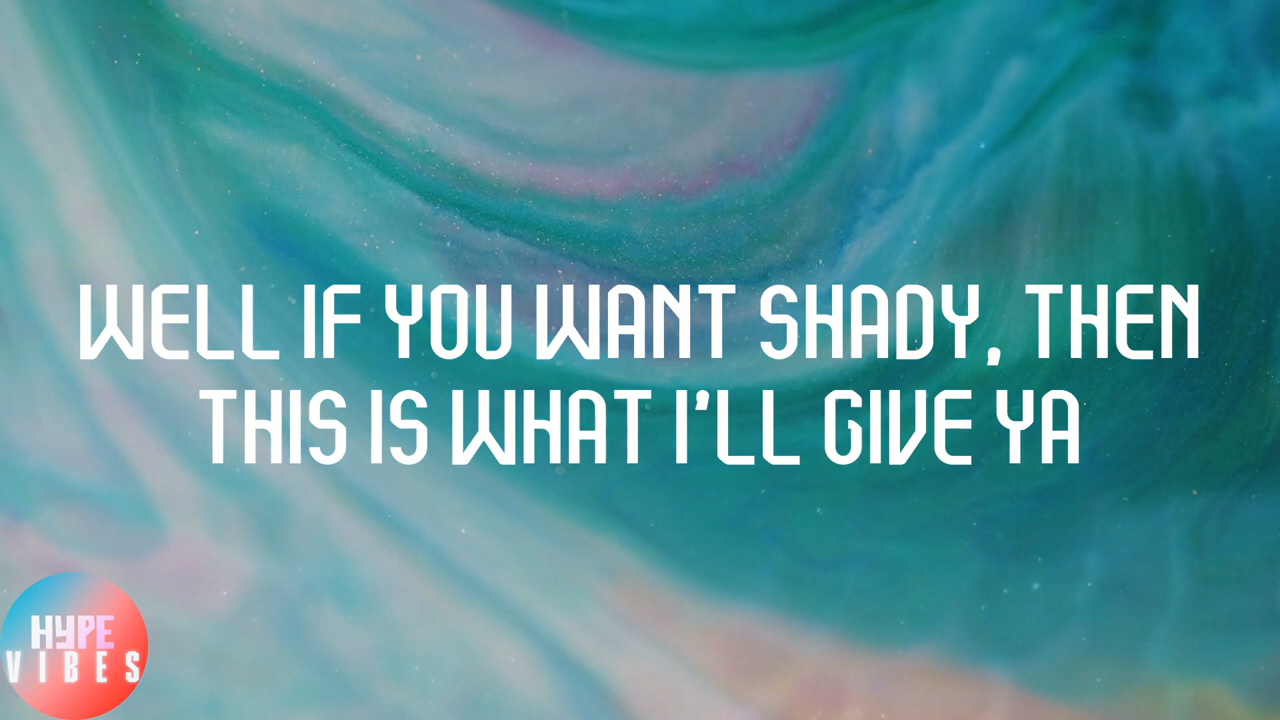 WELL IF YOU WANT SHADY, THEN
THIS IS WHAT I'LL GIVE YA
HYPE
VIBES